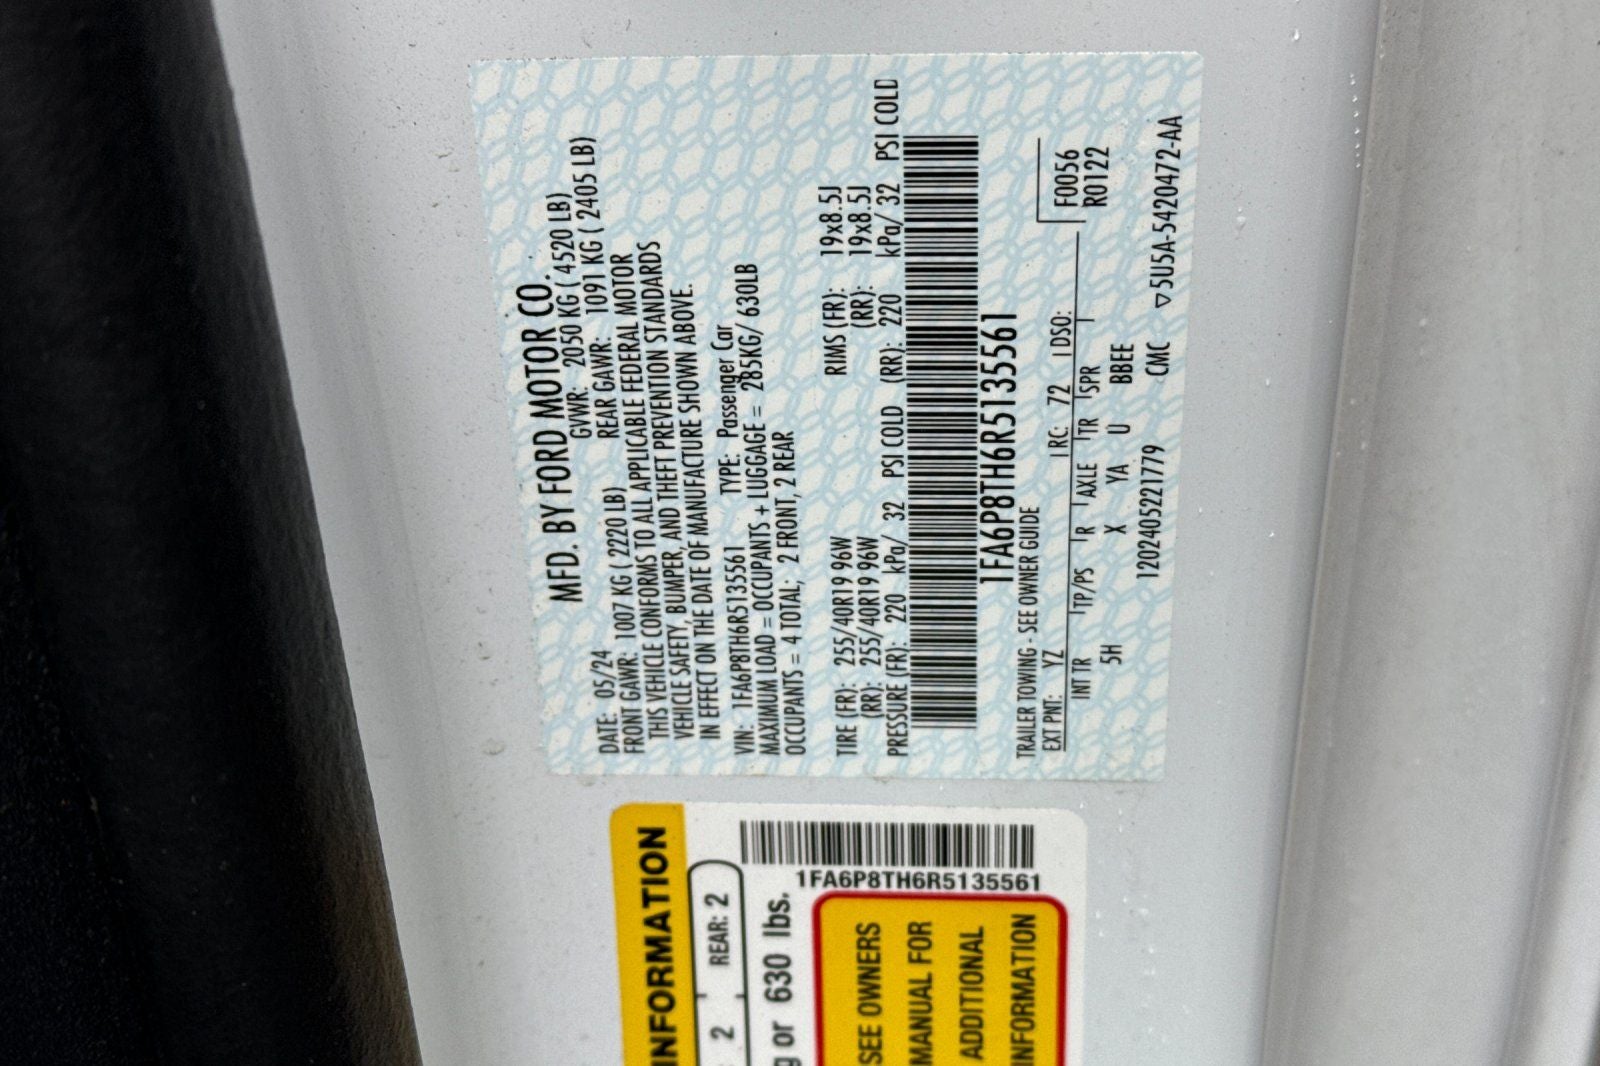 MFD. BY FORD MOTOR CO.
DATE: 05/24 GVWR: 2050 KG ( 4520 LB)
FRONT GAWR: 1007 KG ( 2220 LB) REAR GAWR: 1091 KG ( 2405 LB)
THIS VEHICLE CONFORMS TO ALL APPLICABLE FEDERAL MOTOR
VEHICLE SAFETY, BUMPER, AND THEFT PREVENTION STANDARDS
IN EFFECT ON THE DATE OF MANUFACTURE SHOWN ABOVE.
VIN: 1FA6P8TH6R5135561 TYPE: Passenger Car
MAXIMUM LOAD = OCCUPANTS + LUGGAGE = 285KG/ 630LB
OCCUPANTS = 4 TOTAL; 2 FRONT, 2 REAR
TIRE (FR): 255/40R19 96W RIMS (FR): 19x8.5J
(RR): 255/40R19 96W (RR): 19x8.5J
PRESSURE (FR): 220 kPa/ 32 PSI COLD (RR): 220 kPa/ 32 PSI COLD
1FA6P8TH6R5135561
TRAILER TOWING - SEE OWNER GUIDE
F0056
EXT PNT: YZ RC: 72 DSO: R0122
INT TR TP/PS R AXLE TR SPR
5H X YA U BBEE
1202405221779 CMC ▽5U5A-5420472-AA
INFORMATION
2 REAR: 2
1FA6P8TH6R5135561
or 630 lbs.
SEE OWNERS
MANUAL FOR
ADDITIONAL
INFORMATION